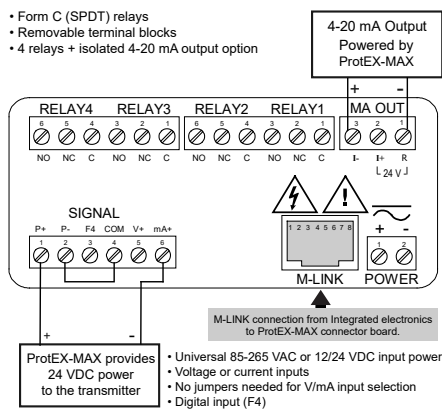 • Form C (SPDT) relays
• Removable terminal blocks
• 4 relays + isolated 4-20 mA output option
4-20 mA Output
Powered by
ProtEX-MAX
+ -
RELAY4 RELAY3 RELAY2 RELAY1 MA OUT
6 5 4 3 2 1 6 5 4 3 2 1 3 2 1
NO NC C NO NC C NO NC C NO NC C I- I+ R
24 V
SIGNAL
P+ P- F4 COM V+ mA+
1 2 3 4 5 6
1 2 3 4 5 6 7 8
+ -
1 2
M-LINK POWER
M-LINK connection from Integrated electronics
to ProtEX-MAX connector board.
+ -
ProtEX-MAX provides
24 VDC power
to the transmitter
• Universal 85-265 VAC or 12/24 VDC input power
• Voltage or current inputs
• No jumpers needed for V/mA input selection
• Digital input (F4)